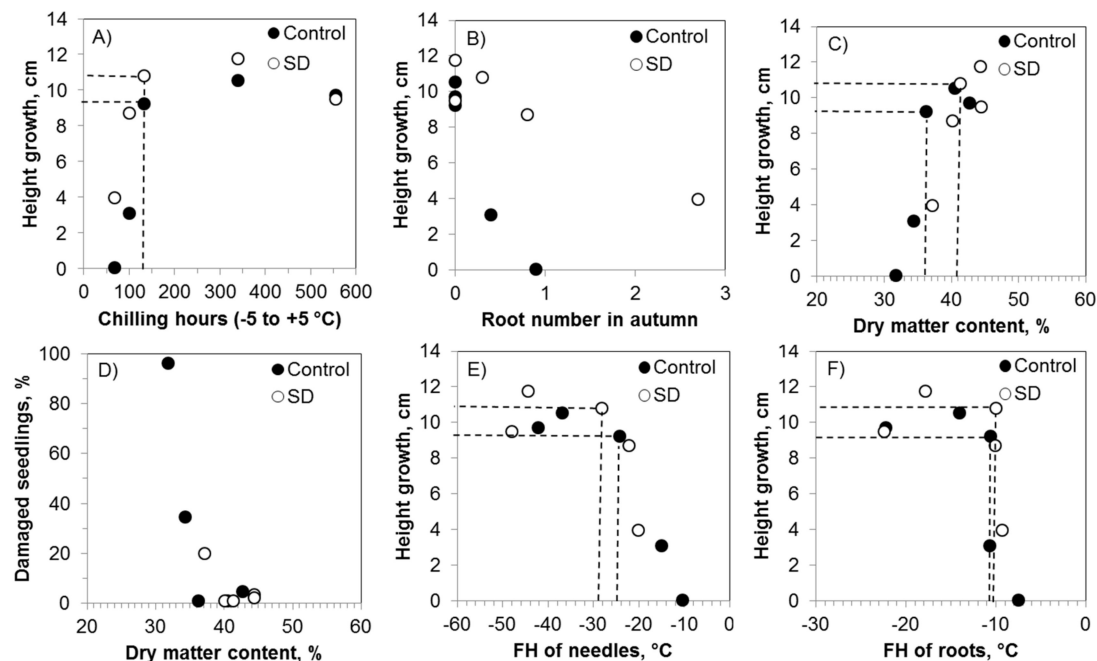 A)
Control
SD
Height growth, cm
14
12
10
8
6
4
2
0
0 100 200 300 400 500 600
Chilling hours (-5 to +5 °C)
B)
Control
SD
Height growth, cm
14
12
10
8
6
4
2
0
0 1 2 3
Root number in autumn
C)
Control
SD
Height growth, cm
14
12
10
8
6
4
2
0
20 30 40 50 60
Dry matter content, %
D)
Control
SD
Damaged seedlings, %
100
80
60
40
20
0
20 30 40 50 60
Dry matter content, %
E)
Control
SD
Height growth, cm
14
12
10
8
6
4
2
0
-60 -50 -40 -30 -20 -10 0
FH of needles, °C
F)
Control
SD
Height growth, cm
14
12
10
8
6
4
2
0
-30 -20 -10 0
FH of roots, °C